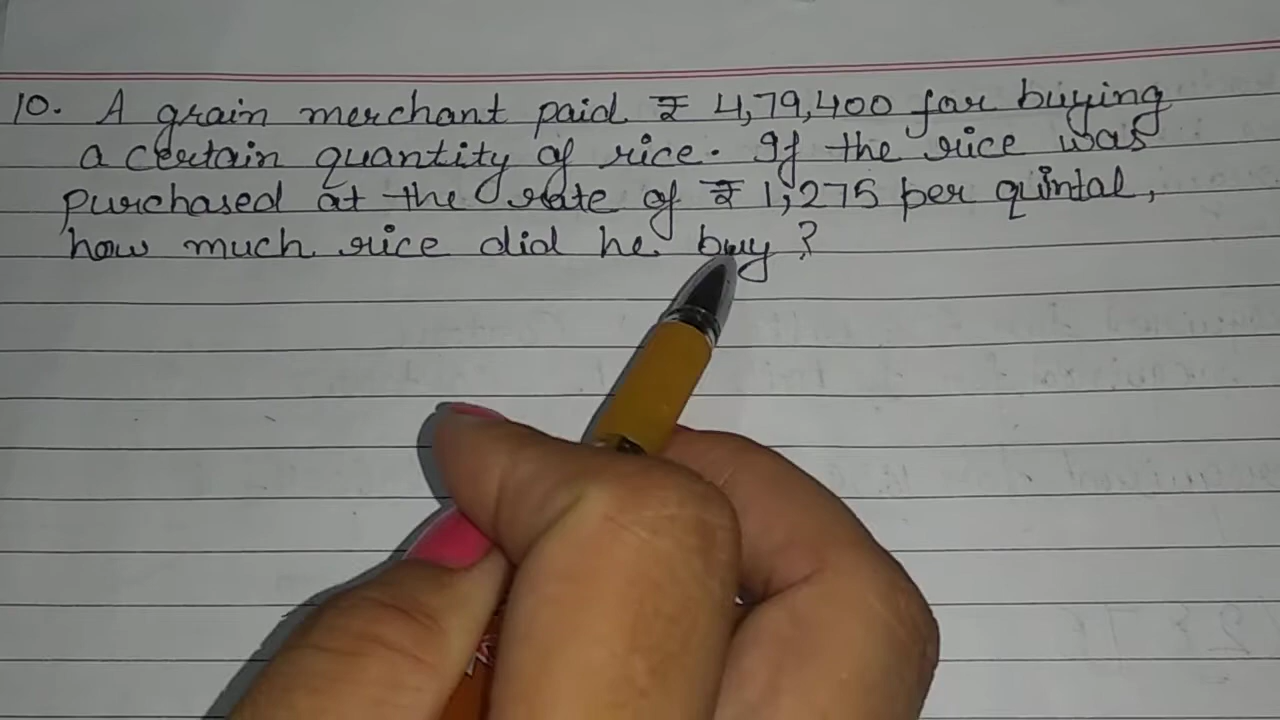 10. A grain merchant paid ₹ 4,79,400 for buying
a certain quantity of rice. If the rice was
purchased at the rate of ₹ 1,275 per quintal,
how much rice did he buy?